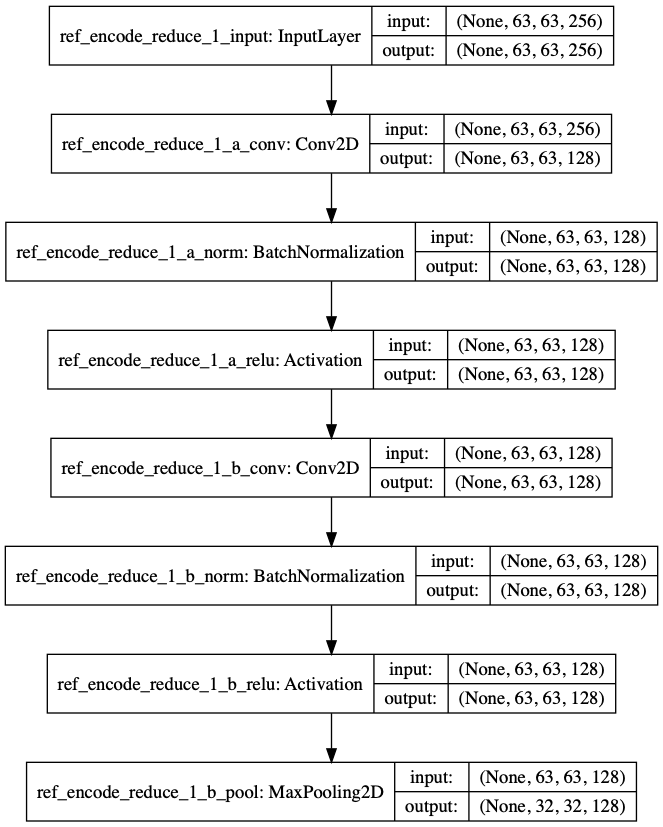 ref_encode_reduce_1_input: InputLayer
input: (None, 63, 63, 256)
output: (None, 63, 63, 256)
ref_encode_reduce_1_a_conv: Conv2D
input: (None, 63, 63, 256)
output: (None, 63, 63, 128)
ref_encode_reduce_1_a_norm: BatchNormalization
input: (None, 63, 63, 128)
output: (None, 63, 63, 128)
ref_encode_reduce_1_a_relu: Activation
input: (None, 63, 63, 128)
output: (None, 63, 63, 128)
ref_encode_reduce_1_b_conv: Conv2D
input: (None, 63, 63, 128)
output: (None, 63, 63, 128)
ref_encode_reduce_1_b_norm: BatchNormalization
input: (None, 63, 63, 128)
output: (None, 63, 63, 128)
ref_encode_reduce_1_b_relu: Activation
input: (None, 63, 63, 128)
output: (None, 63, 63, 128)
ref_encode_reduce_1_b_pool: MaxPooling2D
input: (None, 63, 63, 128)
output: (None, 32, 32, 128)